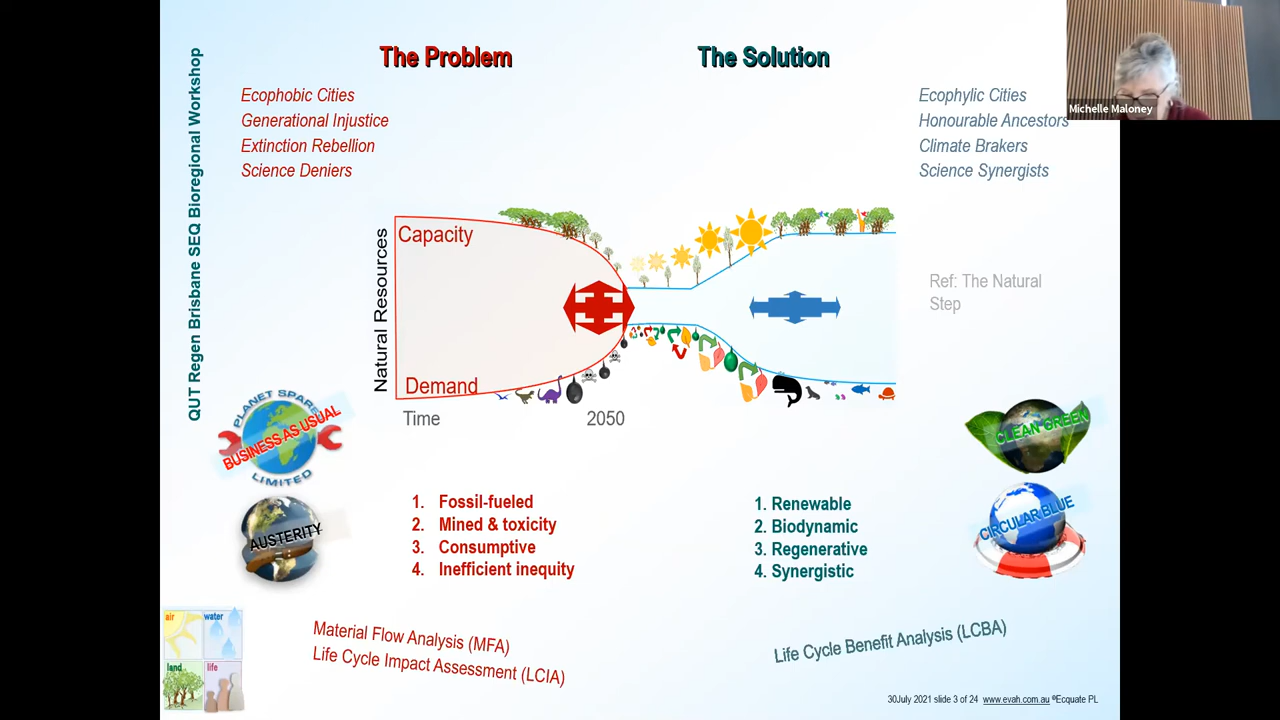 QUT Regen Brisbane SEQ Bioregional Workshop
The Problem
The Solution
Ecophobic Cities
Generational Injustice
Extinction Rebellion
Science Deniers
Ecophylic Cities
Honourable Ancestors
Climate Brakers
Science Synergists
Michelle Maloney
Natural Resources
Capacity
Demand
Time
2050
Ref: The Natural
Step
PLANET SPARE
BUSINESS AS USUAL
LIMITED
AUSTERITY
CLEAN GREEN
CIRCULAR BLUE
1. Fossil-fueled
2. Mined & toxicity
3. Consumptive
4. Inefficient inequity
1. Renewable
2. Biodynamic
3. Regenerative
4. Synergistic
air
water
land
life
Material Flow Analysis (MFA)
Life Cycle Impact Assessment (LCIA)
Life Cycle Benefit Analysis (LCBA)
30July 2021 slide 3 of 24 www.evah.com.au ®Ecquate PL